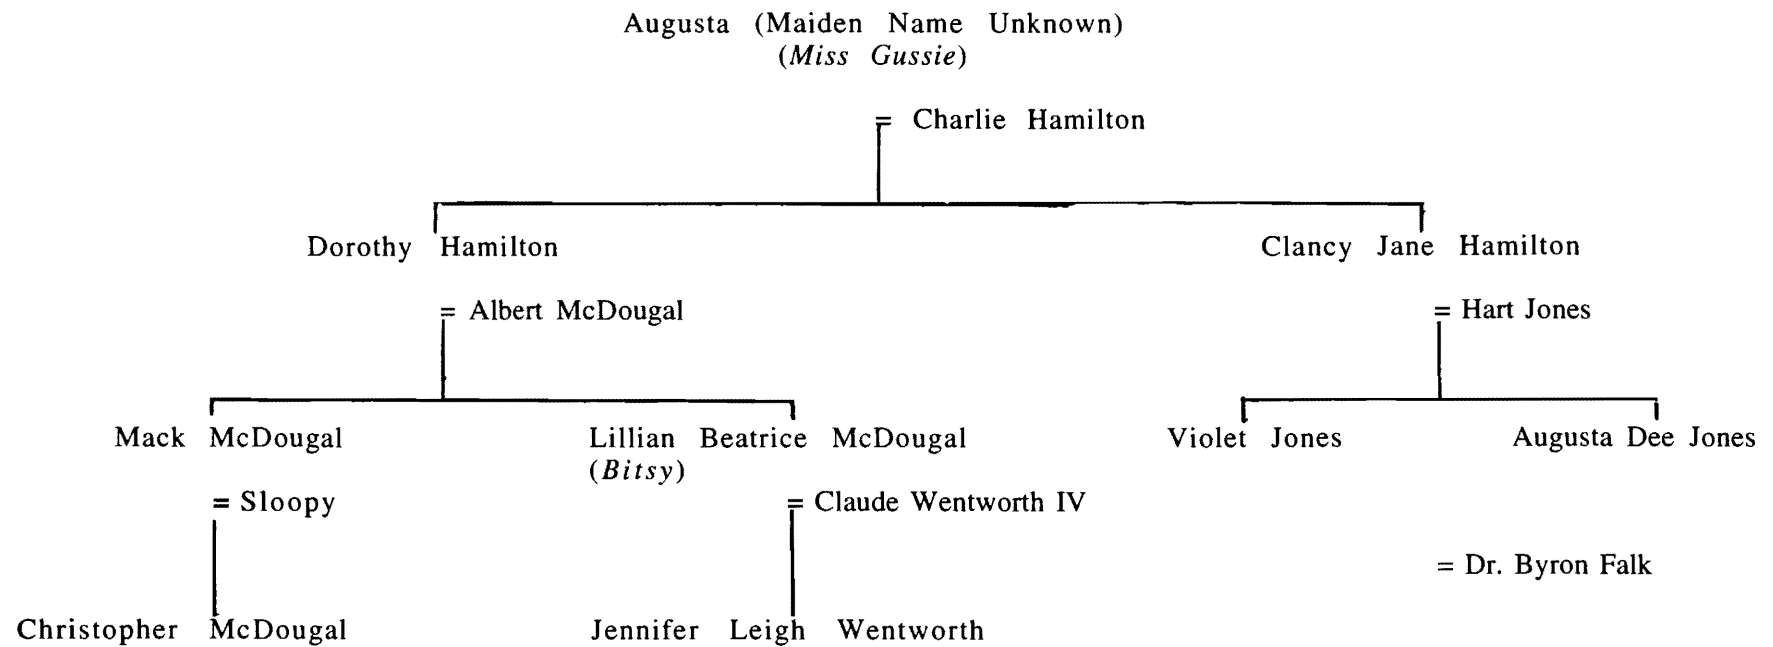 Augusta (Maiden Name Unknown)
(Miss Gussie)
= Charlie Hamilton
Dorothy Hamilton
Clancy Jane Hamilton
= Albert McDougal
= Hart Jones
Mack McDougal
Lillian Beatrice McDougal
(Bitsy)
Violet Jones
Augusta Dee Jones
= Sloopy
= Claude Wentworth IV
= Dr. Byron Falk
Christopher McDougal
Jennifer Leigh Wentworth